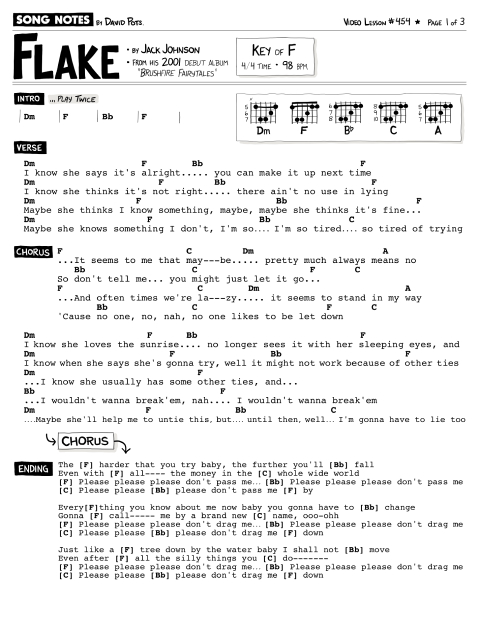 SONG NOTES BY DAVID POTS. VIDEO LESSON #454 ★ PAGE 1 of 3
FLAKE
• BY JACK JOHNSON
• FROM HIS 2001 DEBUT ALBUM
"BRUSHFIRE FAIRYTALES"
KEY OF F
4/4 TIME • 98 BPM
INTRO ... PLAY TWICE
| Dm | F | Bb | F |
Dm F B♭ C A
VERSE
Dm F Bb F
I know she says it's alright..... you can make it up next time
Dm F Bb F
I know she thinks it's not right..... there ain't no use in lying
Dm F Bb F
Maybe she thinks I know something, maybe, maybe she thinks it's fine...
Dm F Bb C
Maybe she knows something I don't, I'm so.... I'm so tired.... so tired of trying
CHORUS
F C Dm A
...It seems to me that may---be..... pretty much always means no
Bb C F C
So don't tell me... you might just let it go...
F C Dm A
...And often times we're la---zy..... it seems to stand in my way
Bb C F C
'Cause no one, no, nah, no one likes to be let down
Dm F Bb F
I know she loves the sunrise.... no longer sees it with her sleeping eyes, and
Dm F Bb F
I know when she says she's gonna try, well it might not work because of other ties
Dm F
...I know she usually has some other ties, and...
Bb F
...I wouldn't wanna break'em, nah.... I wouldn't wanna break'em
Dm F Bb C
....Maybe she'll help me to untie this, but.... until then, well... I'm gonna have to lie too
CHORUS
ENDING
The [F] harder that you try baby, the further you'll [Bb] fall
Even with [F] all---- the money in the [C] whole wide world
[F] Please please please don't pass me... [Bb] Please please please don't pass me
[C] Please please [Bb] please don't pass me [F] by
Every[F]thing you know about me now baby you gonna have to [Bb] change
Gonna [F] call----- me by a brand new [C] name, ooo-ohh
[F] Please please please don't drag me... [Bb] Please please please don't drag me
[C] Please please [Bb] please don't drag me [F] down
Just like a [F] tree down by the water baby I shall not [Bb] move
Even after [F] all the silly things you [C] do-------
[F] Please please please don't drag me... [Bb] Please please please don't drag me
[C] Please please [Bb] please don't drag me [F] down